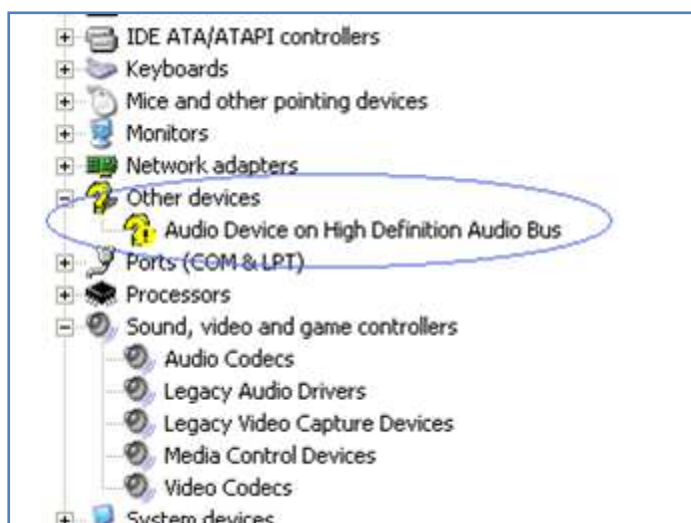 IDE ATA/ATAPI controllers
Keyboards
Mice and other pointing devices
Monitors
Network adapters
Other devices
Audio Device on High Definition Audio Bus
Ports (COM & LPT)
Processors
Sound, video and game controllers
Audio Codecs
Legacy Audio Drivers
Legacy Video Capture Devices
Media Control Devices
Video Codecs
System devices